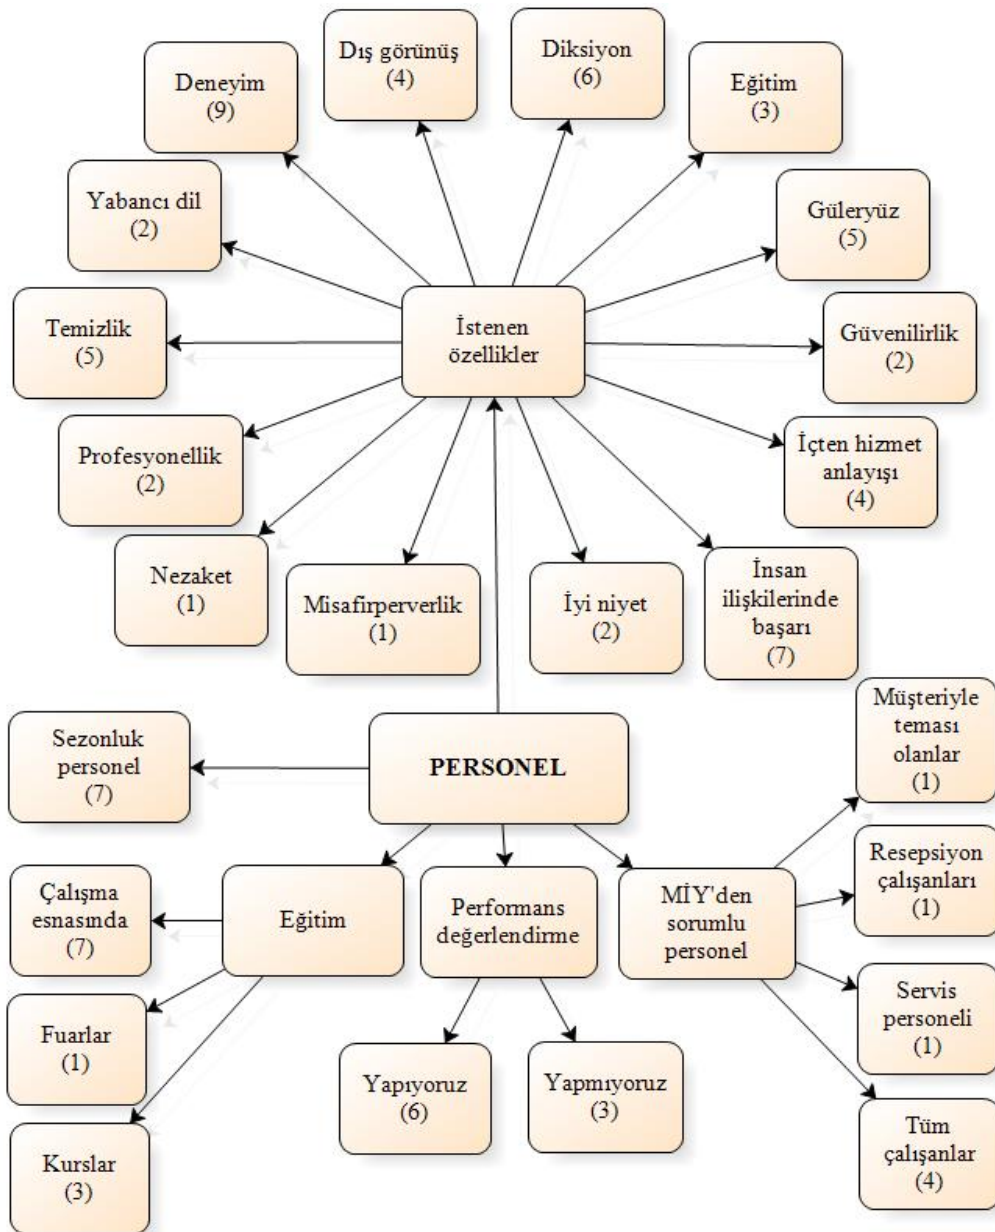 Dış görünüş
(4)
Diksiyon
(6)
Deneyim
(9)
Eğitim
(3)
Yabancı dil
(2)
Güleryüz
(5)
Temizlik
(5)
İstenen
özellikler
Güvenilirlik
(2)
Profesyonellik
(2)
İçten hizmet
anlayışı
(4)
Nezaket
(1)
Misafirperverlik
(1)
İyi niyet
(2)
İnsan
ilişkilerinde
başarı
(7)
Sezonluk
personel
(7)
PERSONEL
Müşteriyle
teması
olanlar
(1)
Çalışma
esnasında
(7)
Eğitim
Performans
değerlendirme
MİY'den
sorumlu
personel
Resepsiyon
çalışanları
(1)
Fuarlar
(1)
Servis
personeli
(1)
Kurslar
(3)
Yapıyoruz
(6)
Yapmıyoruz
(3)
Tüm
çalışanlar
(4)